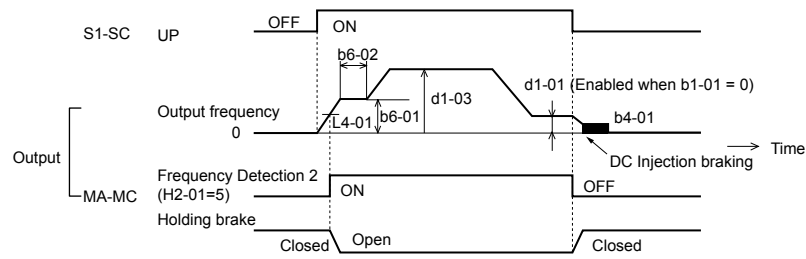 OFF
ON
S1-SC UP
b6-02
d1-01 (Enabled when b1-01 = 0)
d1-03
b4-01
Output frequency
L4-01
b6-01
0
Time
Output
DC Injection braking
Frequency Detection 2
(H2-01=5)
ON
OFF
MA-MC
Holding brake
Closed
Open
Closed